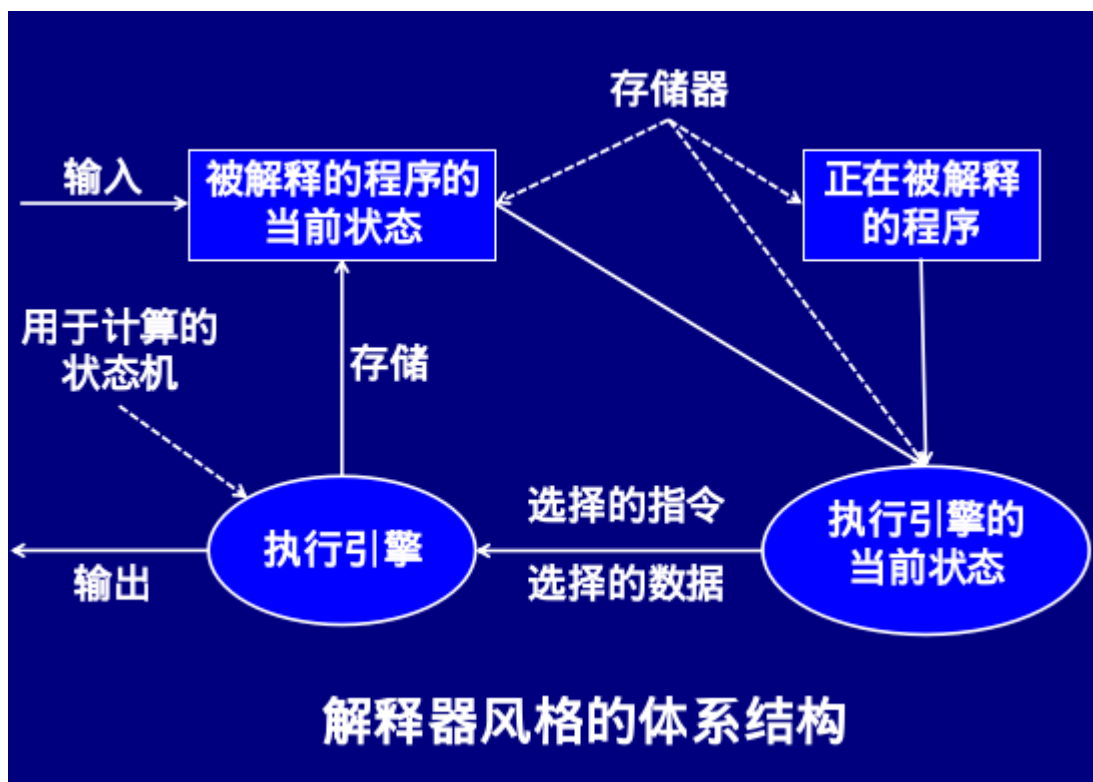 存储器
输入
被解释的程序的
当前状态
正在被解释
的程序
用于计算的
状态机
存储
选择的指令
执行引擎的
当前状态
执行引擎
选择的数据
输出
解释器风格的体系结构